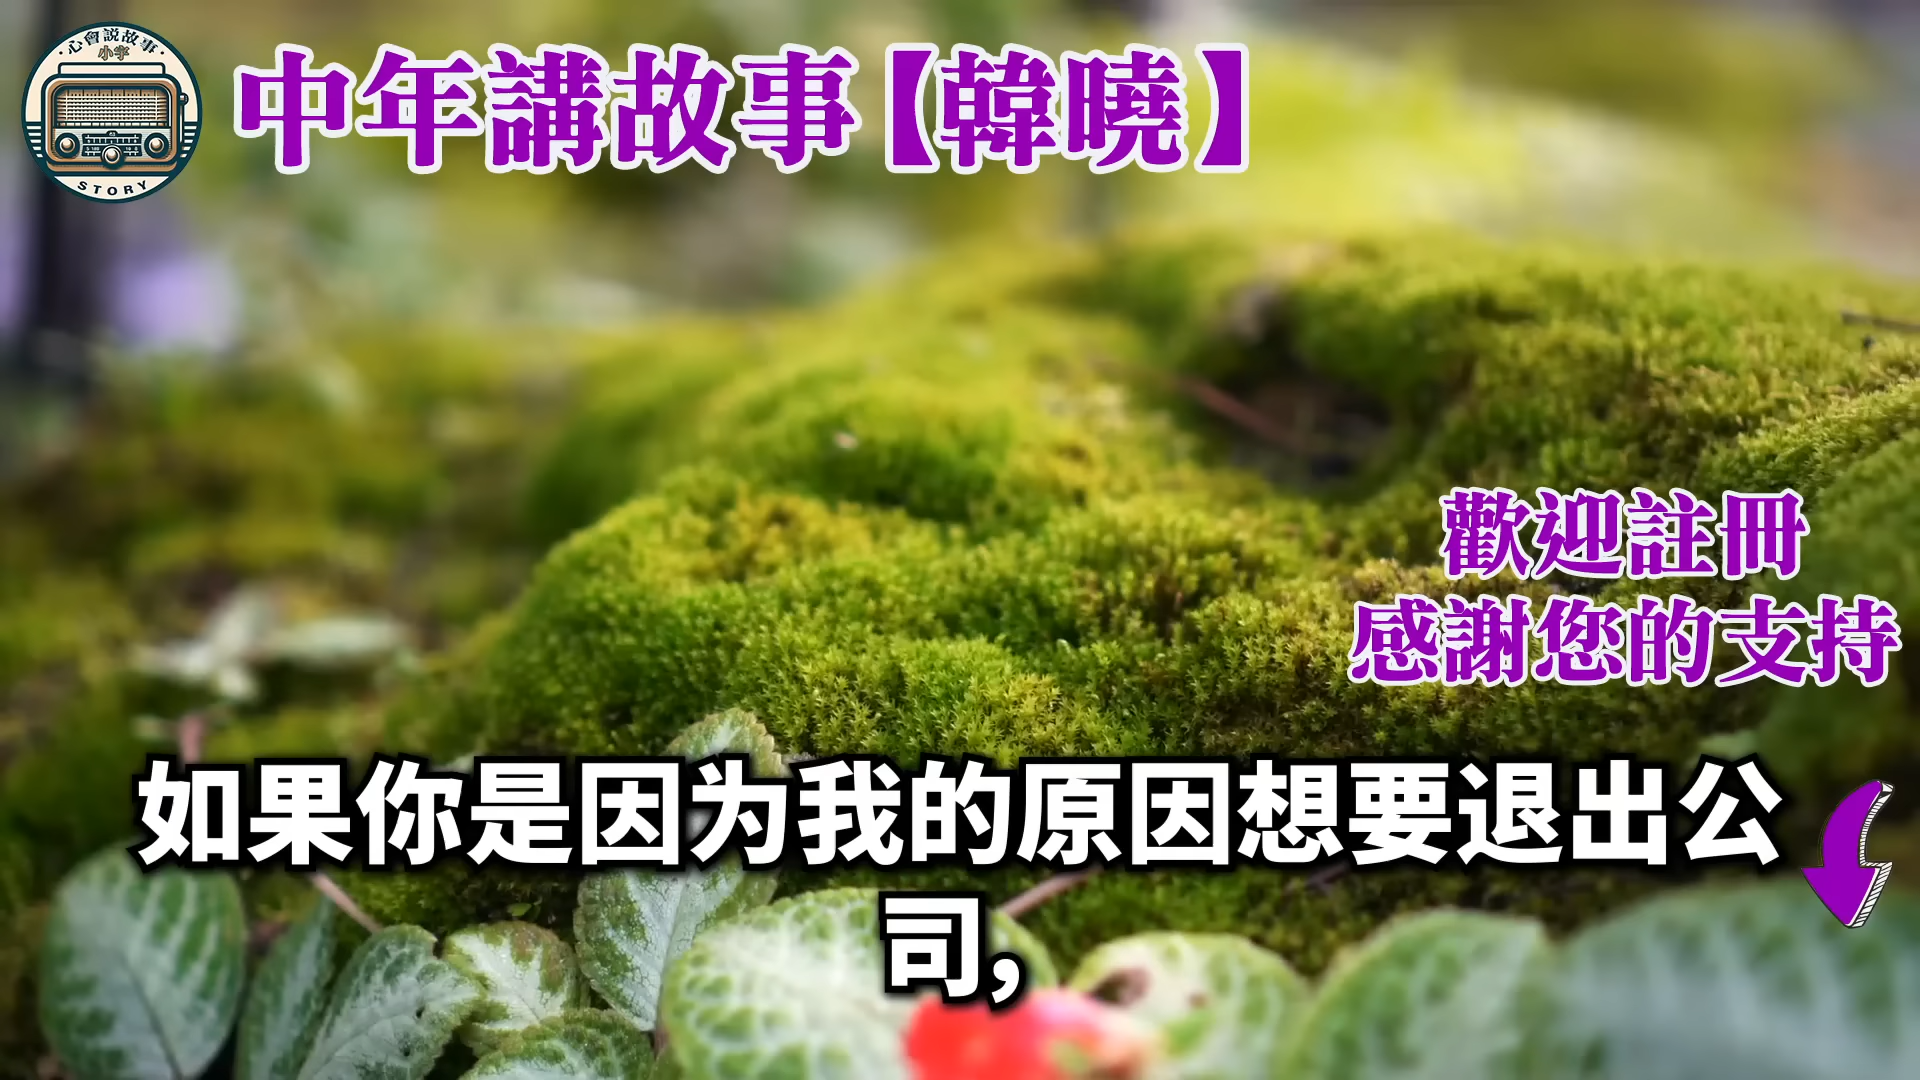 心會説故事
小宇
STORY
中年講故事【韓曉】
歡迎註冊
感謝您的支持
如果你是因为我的原因想要退出公
司,